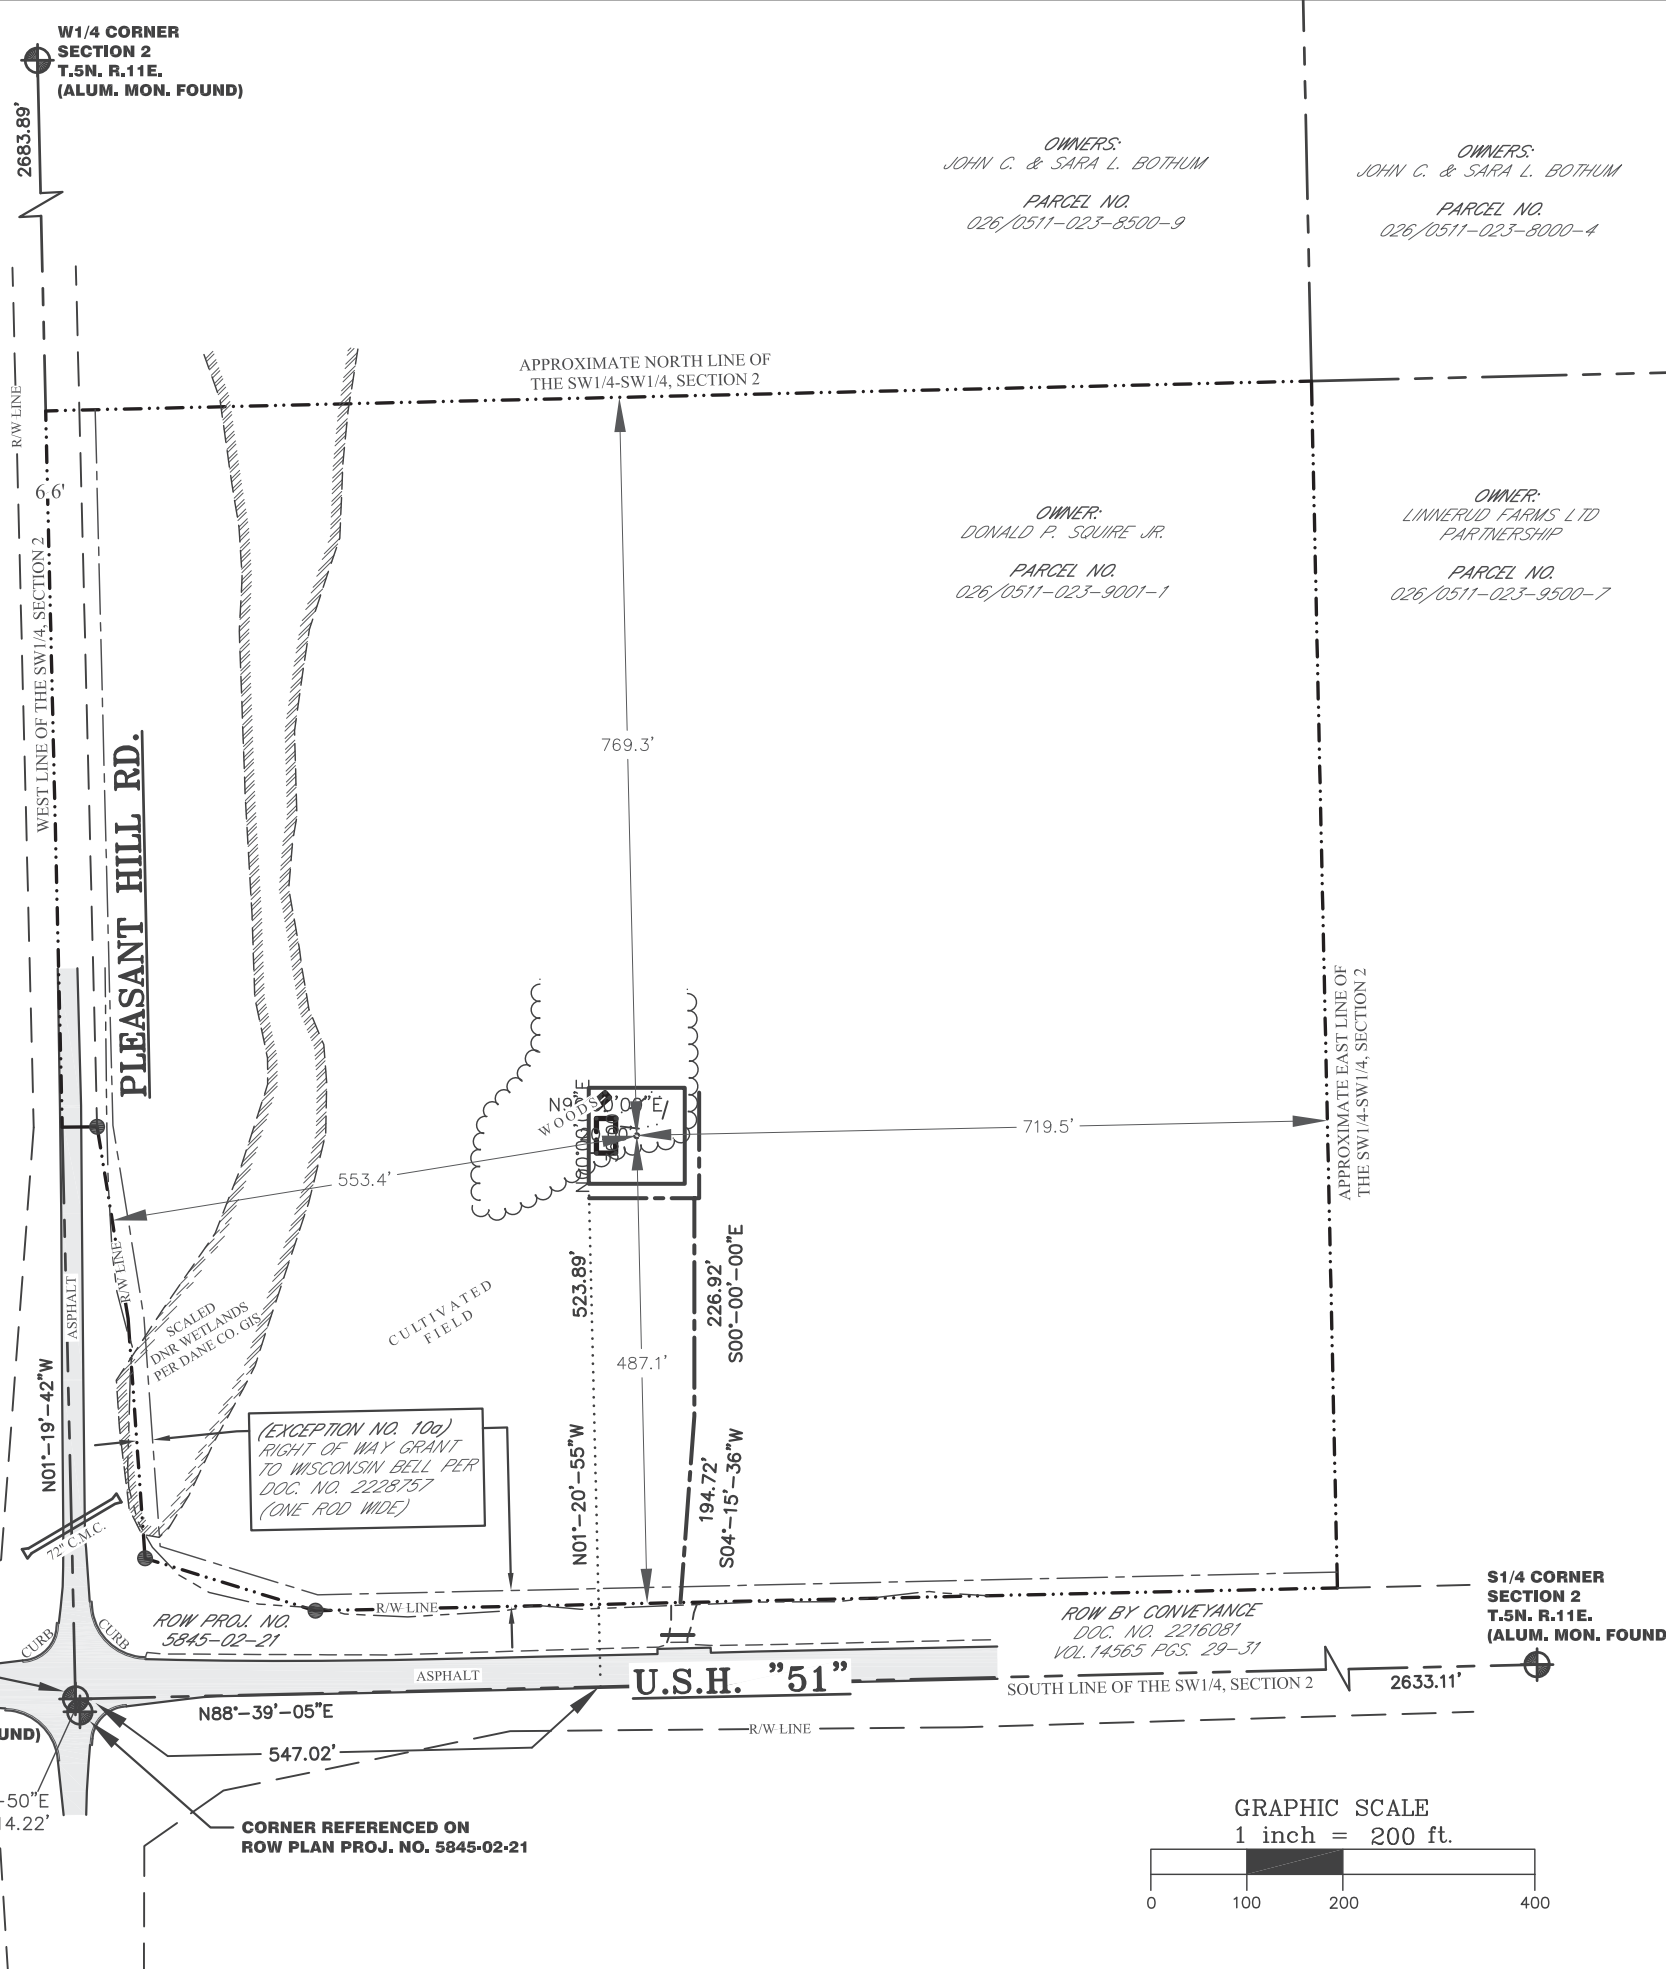 W1/4 CORNER
SECTION 2
T.5N. R.11E.
(ALUM. MON. FOUND)
2683.89'
OWNERS:
JOHN C. & SARA L. BOTHUM
PARCEL NO.
026/0511-023-8500-9
OWNERS:
JOHN C. & SARA L. BOTHUM
PARCEL NO.
026/0511-023-8000-4
APPROXIMATE NORTH LINE OF
THE SW1/4-SW1/4, SECTION 2
R/W LINE
66'
WEST LINE OF THE SW1/4, SECTION 2
OWNER:
DONALD P. SQUIRE JR.
PARCEL NO.
026/0511-023-9001-1
OWNER:
LINNERUD FARMS LTD
PARTNERSHIP
PARCEL NO.
026/0511-023-9500-7
769.3'
PLEASANT HILL RD.
APPROXIMATE EAST LINE OF
THE SW1/4-SW1/4, SECTION 2
WOODS
719.5'
553.4'
R/W LINE
ASPHALT
SCALED
DNR WETLANDS
PER DANE CO. GIS
CULTIVATED
FIELD
523.89'
N01°-20'-55"W
226.92'
S00°-00'-00"E
487.1'
194.72'
S04°-15'-36"W
N01°-19'-42"W
72" C.M.C.
(EXCEPTION NO. 10a)
RIGHT OF WAY GRANT
TO WISCONSIN BELL PER
DOC. NO. 2228757
(ONE ROD WIDE)
R/W LINE
ROW PROJ. NO.
5845-02-21
CURB
CURB
ROW BY CONVEYANCE
DOC. NO. 2216081
VOL.14565 PGS. 29-31
S1/4 CORNER
SECTION 2
T.5N. R.11E.
(ALUM. MON. FOUND
ASPHALT
U.S.H. "51"
SOUTH LINE OF THE SW1/4, SECTION 2
2633.11'
N88°-39'-05"E
R/W LINE
UND)
547.02'
-50"E
14.22'
CORNER REFERENCED ON
ROW PLAN PROJ. NO. 5845-02-21
GRAPHIC SCALE
1 inch = 200 ft.
0 100 200 400